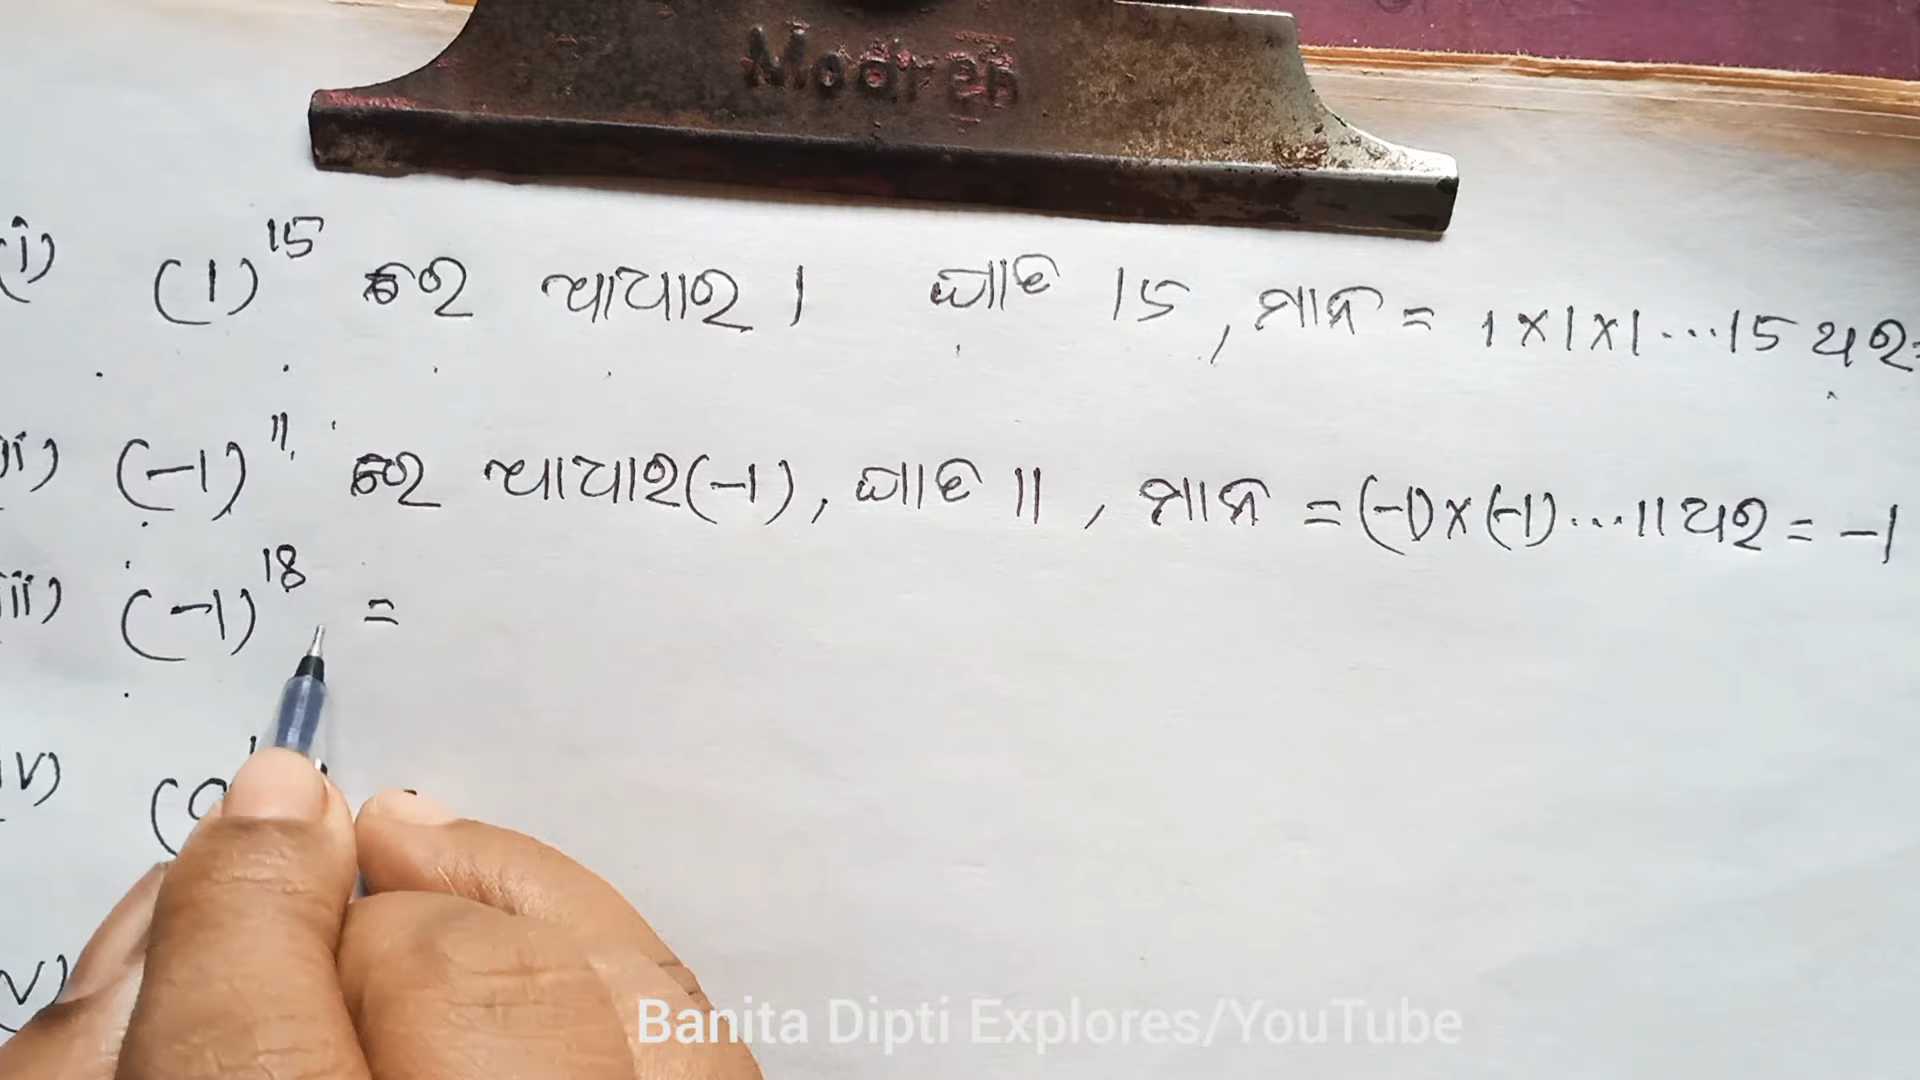 Modren
(i) (1)^15 ରେ ଆଧାର 1 ଘାତ 15, ମାନ = 1×1×1...15 ଥର =
(ii) (-1)^11 ରେ ଆଧାର(-1), ଘାତ 11, ମାନ = (-1)×(-1)...11 ଥର = -1
(iii) (-1)^18 =
iv) (
v)
Banita Dipti Explores/YouTube